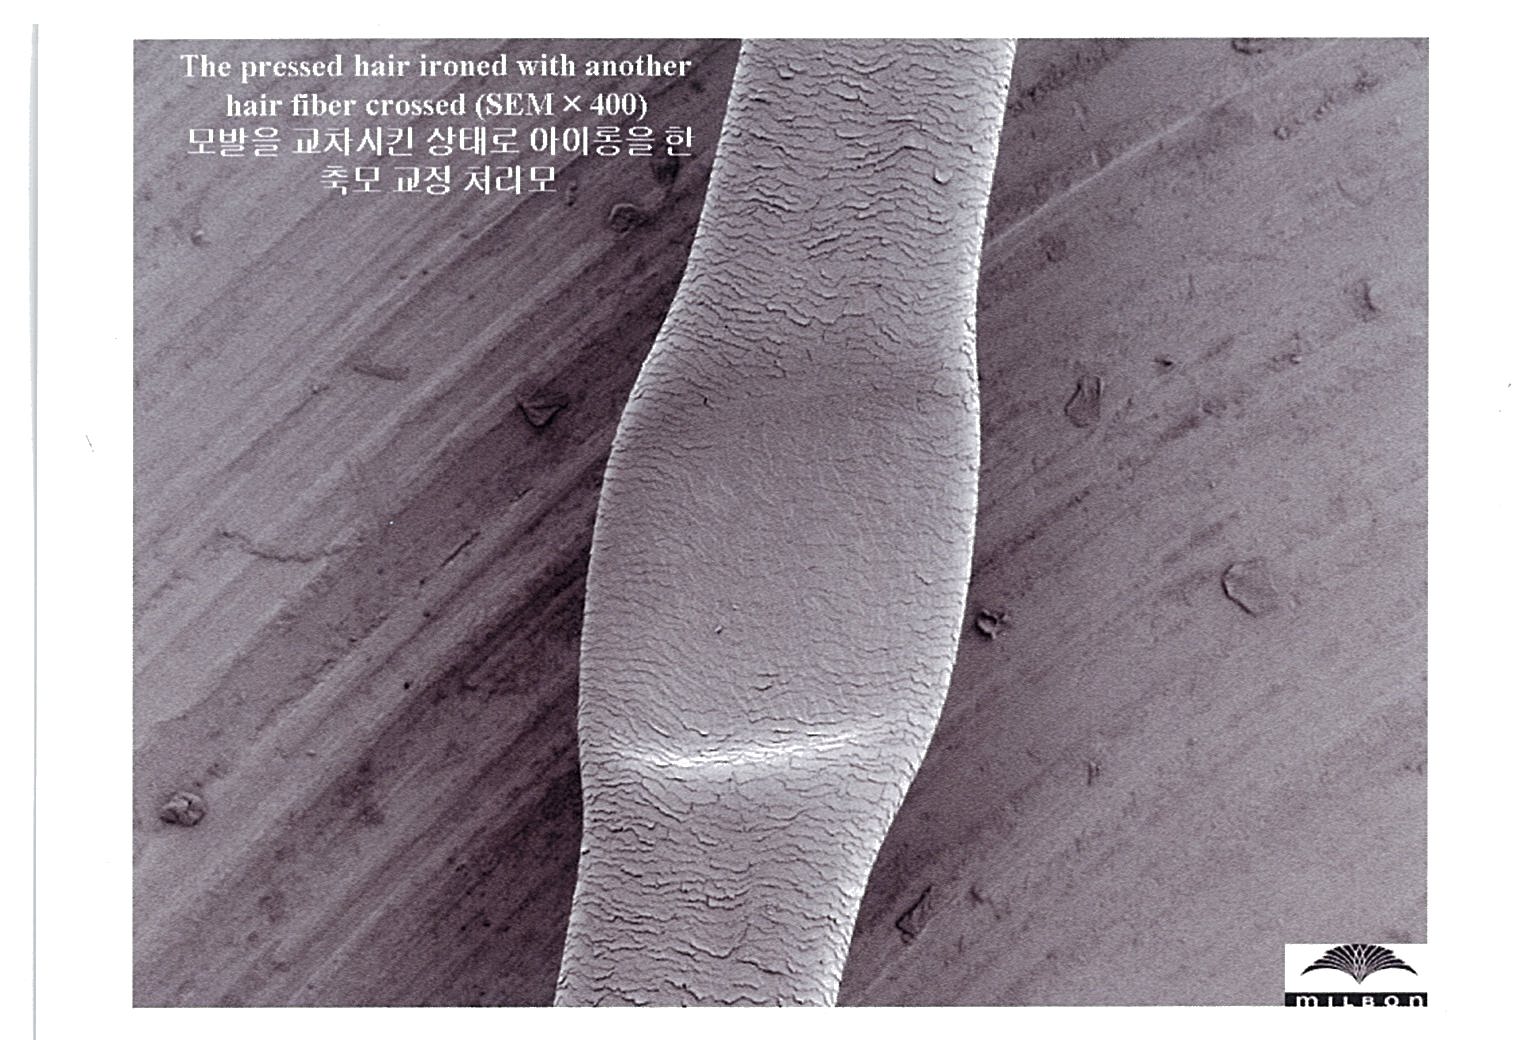 The pressed hair ironed with another
hair fiber crossed (SEM × 400)
모발을 교차시킨 상태로 아이롱을 한
축모 교정 처리모
milbon